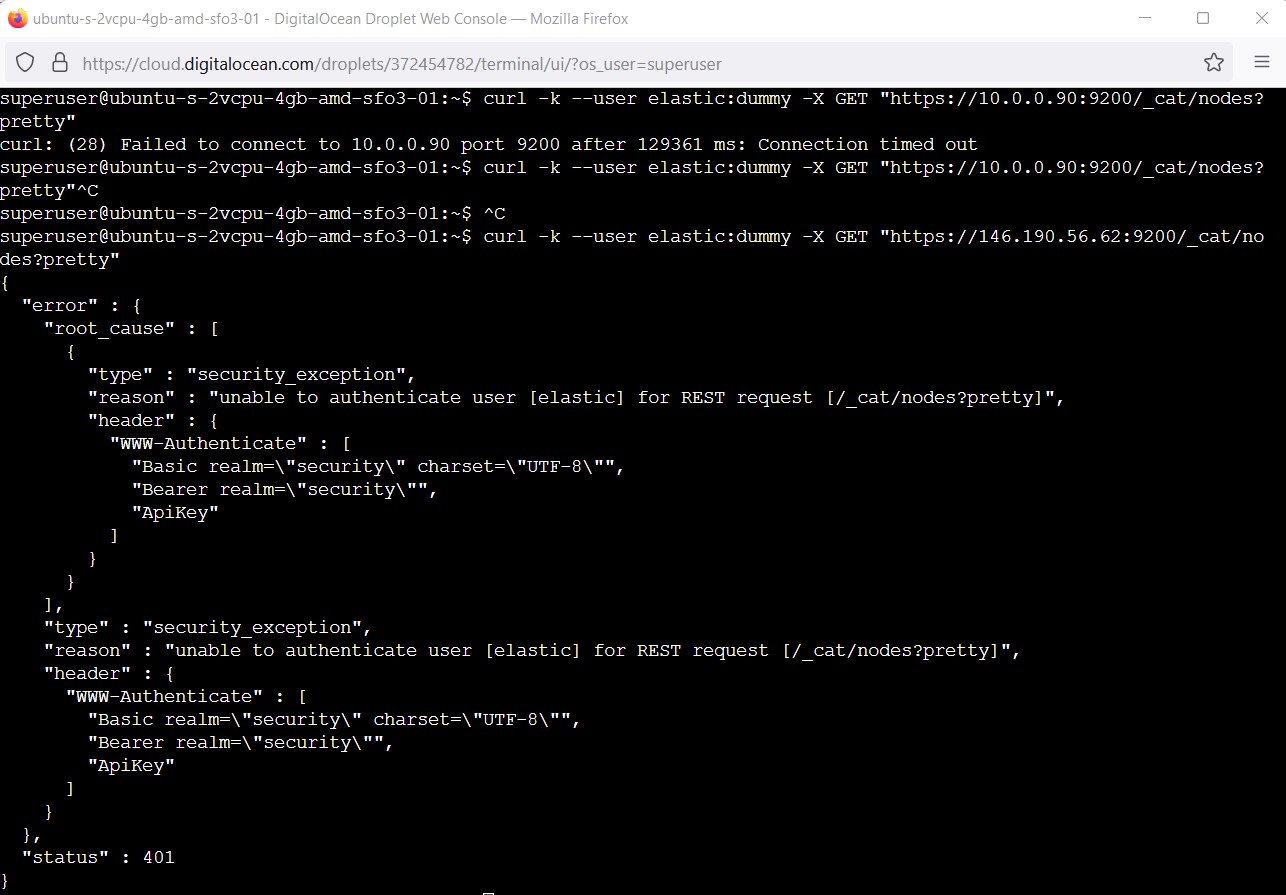 ubuntu-s-2vcpu-4gb-amd-sfo3-01 - DigitalOcean Droplet Web Console — Mozilla Firefox
https://cloud.digitalocean.com/droplets/372454782/terminal/ui/?os_user=superuser
superuser@ubuntu-s-2vcpu-4gb-amd-sfo3-01:~$ curl -k --user elastic:dummy -X GET "https://10.0.0.90:9200/_cat/nodes?
pretty"
curl: (28) Failed to connect to 10.0.0.90 port 9200 after 129361 ms: Connection timed out
superuser@ubuntu-s-2vcpu-4gb-amd-sfo3-01:~$ curl -k --user elastic:dummy -X GET "https://10.0.0.90:9200/_cat/nodes?
pretty"^C
superuser@ubuntu-s-2vcpu-4gb-amd-sfo3-01:~$ ^C
superuser@ubuntu-s-2vcpu-4gb-amd-sfo3-01:~$ curl -k --user elastic:dummy -X GET "https://146.190.56.62:9200/_cat/no
des?pretty"
{
  "error" : {
    "root_cause" : [
      {
        "type" : "security_exception",
        "reason" : "unable to authenticate user [elastic] for REST request [/_cat/nodes?pretty]",
        "header" : {
          "WWW-Authenticate" : [
            "Basic realm=\"security\" charset=\"UTF-8\"",
            "Bearer realm=\"security\"",
            "ApiKey"
          ]
        }
      }
    ],
    "type" : "security_exception",
    "reason" : "unable to authenticate user [elastic] for REST request [/_cat/nodes?pretty]",
    "header" : {
      "WWW-Authenticate" : [
        "Basic realm=\"security\" charset=\"UTF-8\"",
        "Bearer realm=\"security\"",
        "ApiKey"
      ]
    }
  },
  "status" : 401
}